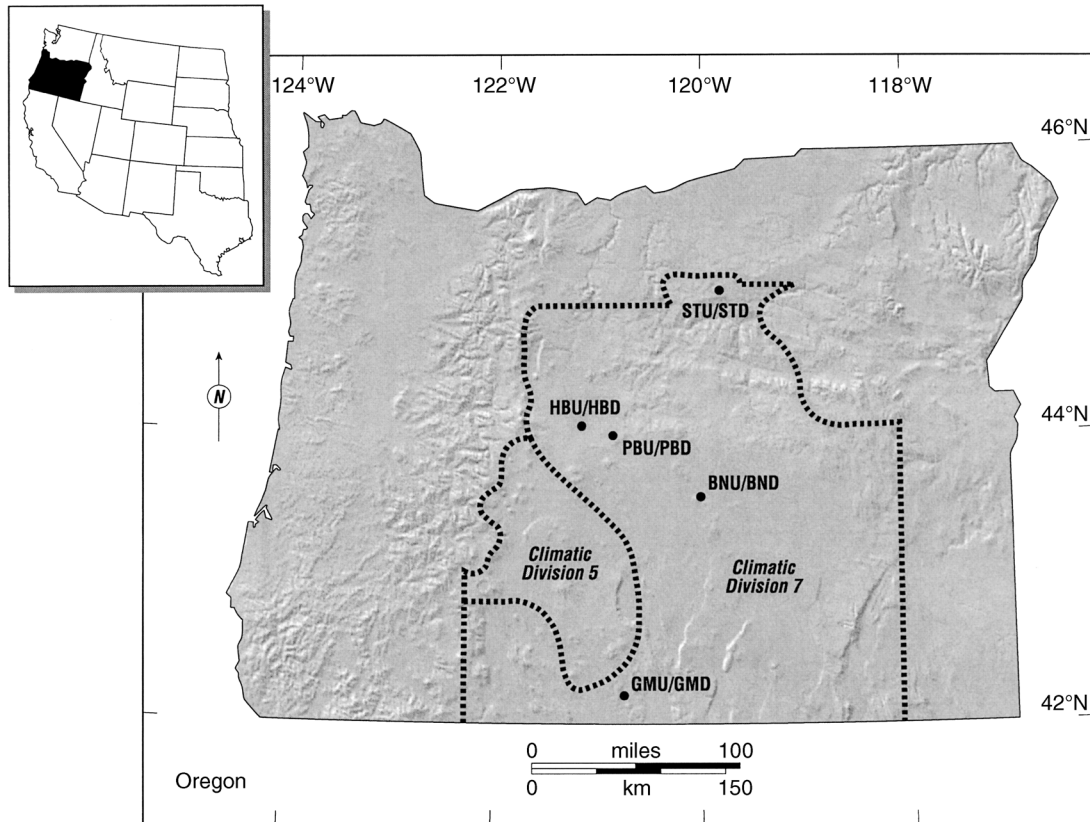 124°W
122°W
120°W
118°W
46°N
STU/STD
HBU/HBD
44°N
N
PBU/PBD
BNU/BND
Climatic
Division 5
Climatic
Division 7
GMU/GMD
42°N
0 miles 100
0 km 150
Oregon